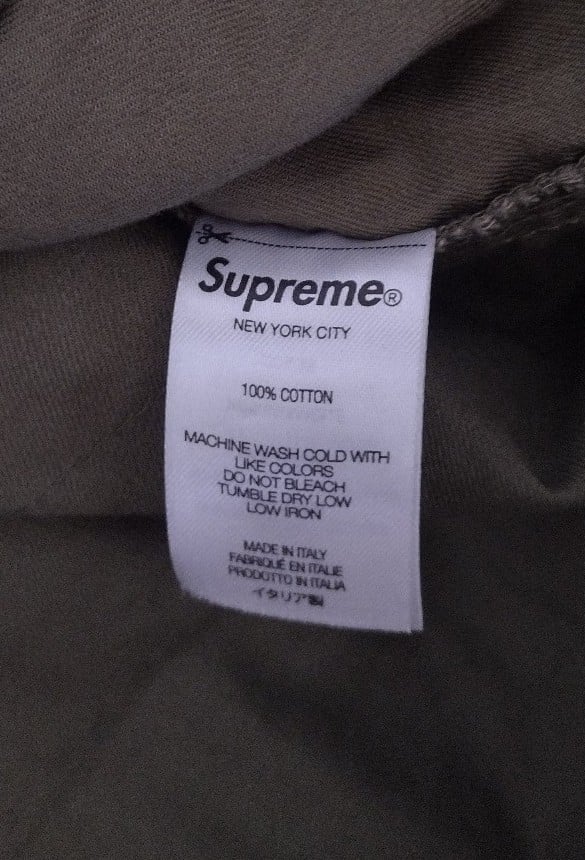 Supreme®
NEW YORK CITY
100% COTTON
MACHINE WASH COLD WITH
LIKE COLORS
DO NOT BLEACH
TUMBLE DRY LOW
LOW IRON
MADE IN ITALY
FABRIQUÉ EN ITALIE
PRODOTTO IN ITALIA
イタリア製